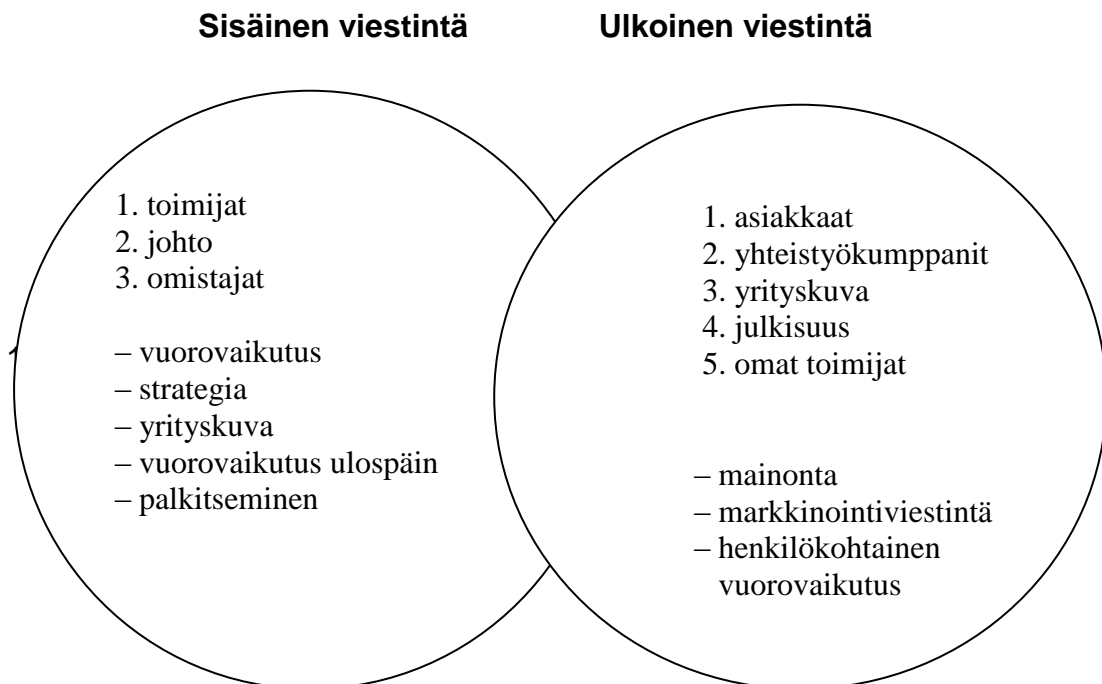 Sisäinen viestintä
Ulkoinen viestintä
1. toimijat
2. johto
3. omistajat
– vuorovaikutus
– strategia
– yrityskuva
– vuorovaikutus ulospäin
– palkitseminen
1. asiakkaat
2. yhteistyökumppanit
3. yrityskuva
4. julkisuus
5. omat toimijat
– mainonta
– markkinointiviestintä
– henkilökohtainen
vuorovaikutus